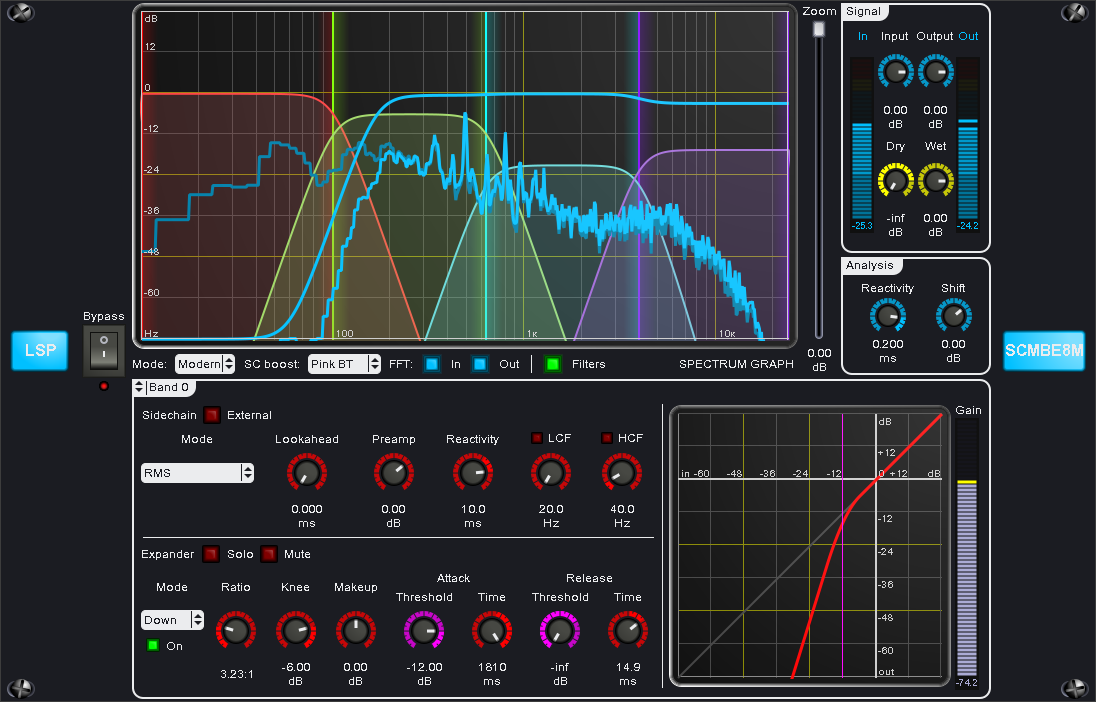 Zoom
Signal
dB
12
0
-12
-24
-36
-48
-60
Hz
100
1к
10к
0.00
dB
In Input Output Out
0.00 0.00
dB dB
Dry Wet
-inf 0.00
dB dB
-25.3 -24.2
Analysis
Reactivity Shift
0.200 0.00
ms dB
Bypass
LSP
SCMBE8M
Mode: Modern SC boost: Pink BT FFT: In Out Filters SPECTRUM GRAPH
Band 0
Sidechain External
Mode Lookahead Preamp Reactivity LCF HCF
RMS
0.000 0.00 10.0 20.0 40.0
ms dB ms Hz Hz
Expander Solo Mute
Mode Ratio Knee Makeup
Attack Release
Threshold Time Threshold Time
Down
On
3.23:1
-6.00 0.00 -12.00 1810 -inf 14.9
dB dB dB ms dB ms
Gain
dB
+12
in -60 -48 -36 -24 -12 0 +12 dB
-12
-24
-36
-48
-60
out
-74.2